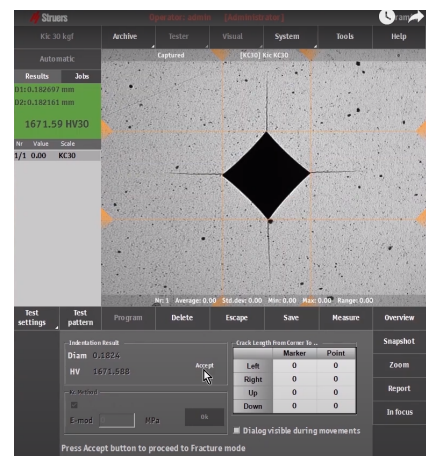 Struers
Operator: admin [Administrator]
Kic 30 kgf
Archive Tester Visual System Tools Help
Automatic
Captured [KC30] Kic KC30
Results Jobs
D1:0.182697 mm
D2:0.182161 mm
1671.59 HV30
Nr Value Scale
1/1 0.00 KC30
Nr: 1 Average: 0.00 Std.dev: 0.00 Min: 0.00 Max: 0.00 Range: 0.00
Test settings Test pattern Program Delete Escape Save Measure Overview
Indentation Result
Diam 0.1824
HV 1671.588
Accept
Crack Length from Corner To ..
Marker Point
Left 0 0
Right 0 0
Up 0 0
Down 0 0
Kc Method
E-mod 0 MPa Ok
Dialog visible during movements
Snapshot
Zoom
Report
In focus
Press Accept button to proceed to Fracture mode